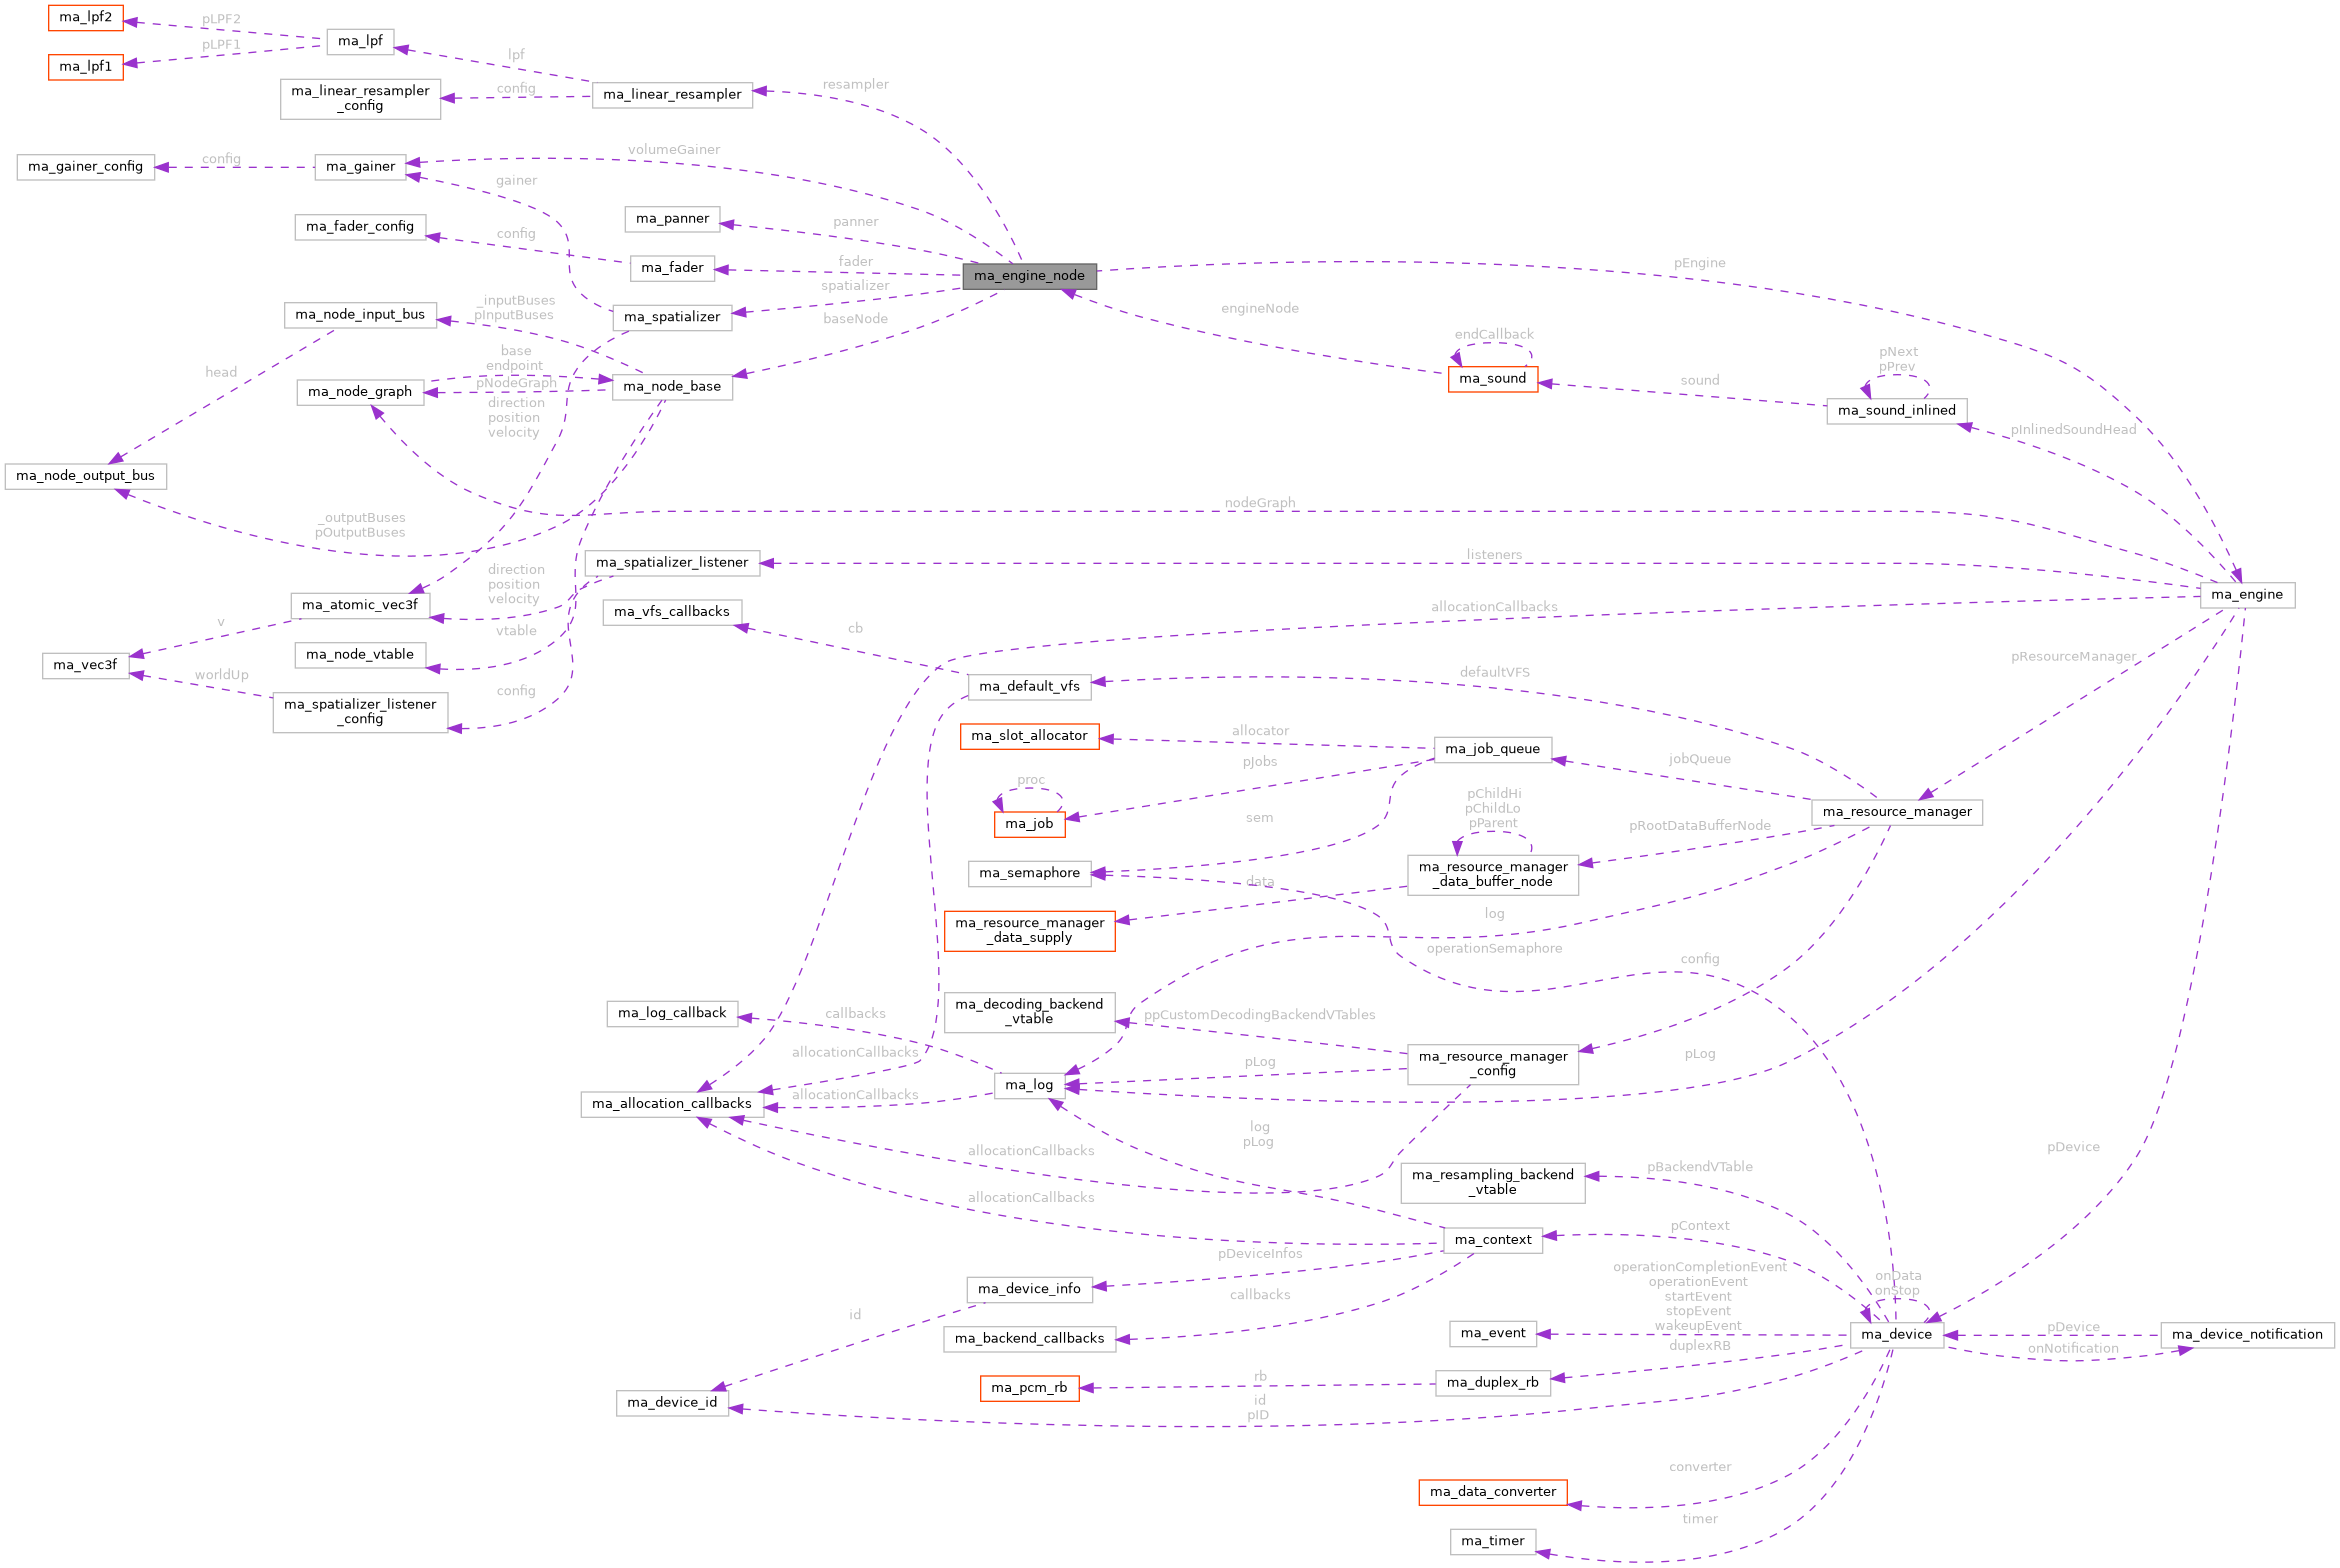 ma_lpf2
pLPF2
ma_lpf
pLPF1
lpf
ma_lpf1
resampler
ma_linear_resampler
_config
config
ma_linear_resampler
volumeGainer
ma_gainer_config
config
ma_gainer
gainer
ma_panner
panner
ma_fader_config
config
ma_fader
fader
ma_engine_node
pEngine
spatializer
_inputBuses
pInputBuses
ma_node_input_bus
ma_spatializer
baseNode
engineNode
endCallback
base
endpoint
pNext
pPrev
head
ma_node_graph
pNodeGraph
ma_node_base
ma_sound
sound
direction
position
velocity
ma_sound_inlined
pInlinedSoundHead
ma_node_output_bus
nodeGraph
_outputBuses
pOutputBuses
listeners
ma_spatializer_listener
direction
position
velocity
ma_atomic_vec3f
ma_vfs_callbacks
allocationCallbacks
ma_engine
v
vtable
cb
ma_vec3f
ma_node_vtable
pResourceManager
worldUp
config
ma_default_vfs
defaultVFS
ma_spatializer_listener
_config
ma_slot_allocator
allocator
ma_job_queue
pJobs
jobQueue
proc
pChildHi
pChildLo
pParent
ma_resource_manager
ma_job
sem
pRootDataBufferNode
ma_semaphore
data
ma_resource_manager
_data_buffer_node
ma_resource_manager
_data_supply
log
operationSemaphore
config
ma_log_callback
callbacks
ma_decoding_backend
_vtable
ppCustomDecodingBackendVTables
allocationCallbacks
pLog
ma_resource_manager
_config
pLog
ma_log
ma_allocation_callbacks
allocationCallbacks
log
pLog
allocationCallbacks
pDevice
ma_resampling_backend
_vtable
pBackendVTable
allocationCallbacks
ma_context
pContext
pDeviceInfos
ma_device_info
callbacks
operationCompletionEvent
operationEvent
startEvent
stopEvent
wakeupEvent
onData
onStop
id
ma_backend_callbacks
ma_event
ma_device
pDevice
onNotification
ma_device_notification
duplexRB
ma_device_id
ma_pcm_rb
rb
ma_duplex_rb
id
pID
converter
ma_data_converter
timer
ma_timer